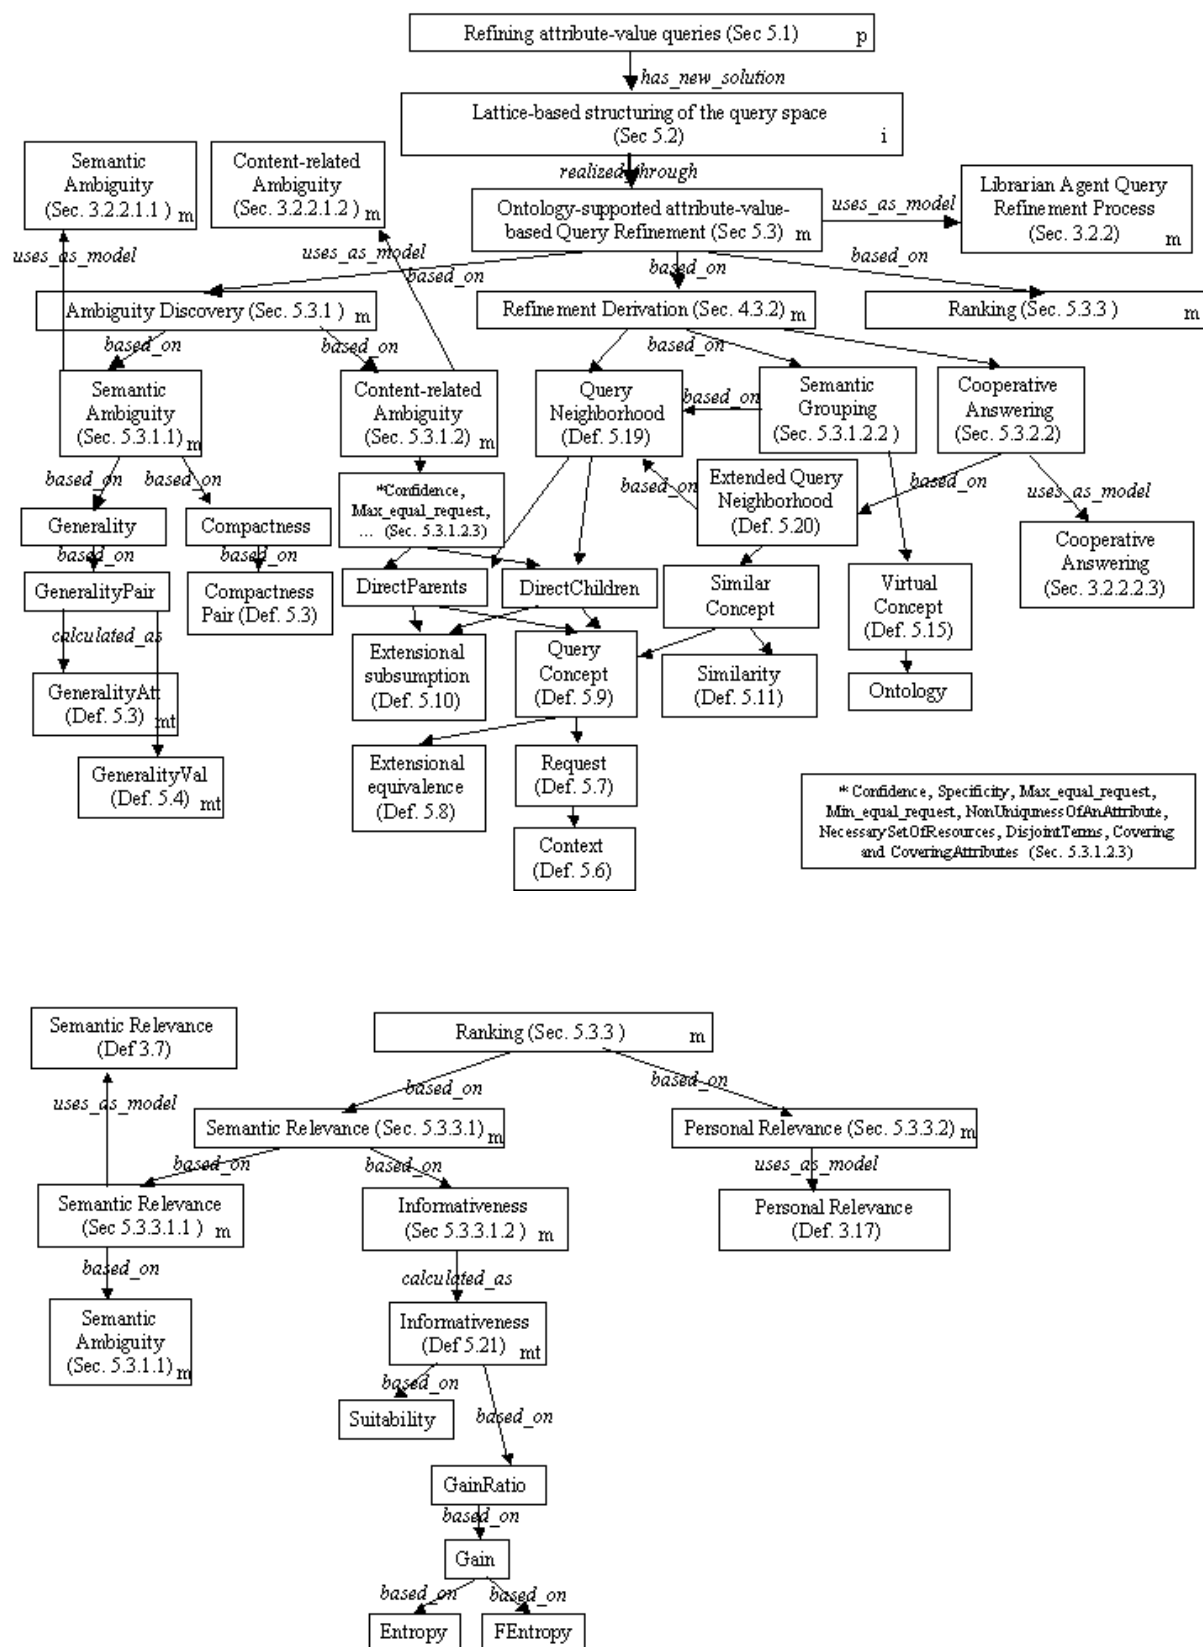 Refining attribute-value queries (Sec 5.1) p
has_new_solution
Lattice-based structuring of the query space
(Sec 5.2) i
realized_through
Semantic
Ambiguity
(Sec. 3.2.2.1.1) m
Content-related
Ambiguity
(Sec. 3.2.2.1.2) m
Ontology-supported attribute-value-
based Query Refinement (Sec 5.3) m
uses_as_model
Librarian Agent Query
Refinement Process
(Sec. 3.2.2) m
uses_as_model
uses_as_model
based_on
based_on
based_on
Ambiguity Discovery (Sec. 5.3.1) m
Refinement Derivation (Sec. 4.3.2) m
Ranking (Sec. 5.3.3 ) m
based_on
based_on
based_on
Semantic
Ambiguity
(Sec. 5.3.1.1) m
Content-related
Ambiguity
(Sec. 5.3.1.2) m
Query
Neighborhood
(Def. 5.19)
based_on
Semantic
Grouping
(Sec. 5.3.1.2.2 )
Cooperative
Answering
(Sec. 5.3.2.2)
based_on
based_on
*Confidence,
Max_equal_request,
... (Sec. 5.3.1.2.3)
based_on
Extended Query
Neighborhood
(Def. 5.20)
based_on
uses_as_model
Generality
Compactness
based_on
based_on
Cooperative
Answering
(Sec. 3.2.2.2.3)
GeneralityPair
Compactness
Pair (Def. 5.3)
DirectParents
DirectChildren
Similar
Concept
Virtual
Concept
(Def. 5.15)
calculated_as
Extensional
subsumption
(Def. 5.10)
Query
Concept
(Def. 5.9)
Similarity
(Def. 5.11)
Ontology
GeneralityAtt
(Def. 5.3) mt
GeneralityVal
(Def. 5.4) mt
Extensional
equivalence
(Def. 5.8)
Request
(Def. 5.7)
Context
(Def. 5.6)
* Confidence, Specificity, Max_equal_request,
Min_equal_request, NonUniqunessOfAnAttribute,
NecessarySetOfResources, DisjointTerms, Covering
and CoveringAttributes (Sec. 5.3.1.2.3)
Semantic Relevance
(Def 3.7)
Ranking (Sec. 5.3.3 ) m
uses_as_model
based_on
based_on
Semantic Relevance (Sec. 5.3.3.1) m
Personal Relevance (Sec. 5.3.3.2) m
based_on
based_on
uses_as_model
Semantic Relevance
(Sec 5.3.3.1.1 ) m
Informativeness
(Sec 5.3.3.1.2 ) m
Personal Relevance
(Def. 3.17)
based_on
calculated_as
Semantic
Ambiguity
(Sec. 5.3.1.1) m
Informativeness
(Def 5.21) mt
based_on
based_on
Suitability
GainRatio
based_on
Gain
based_on
based_on
Entropy
FEntropy